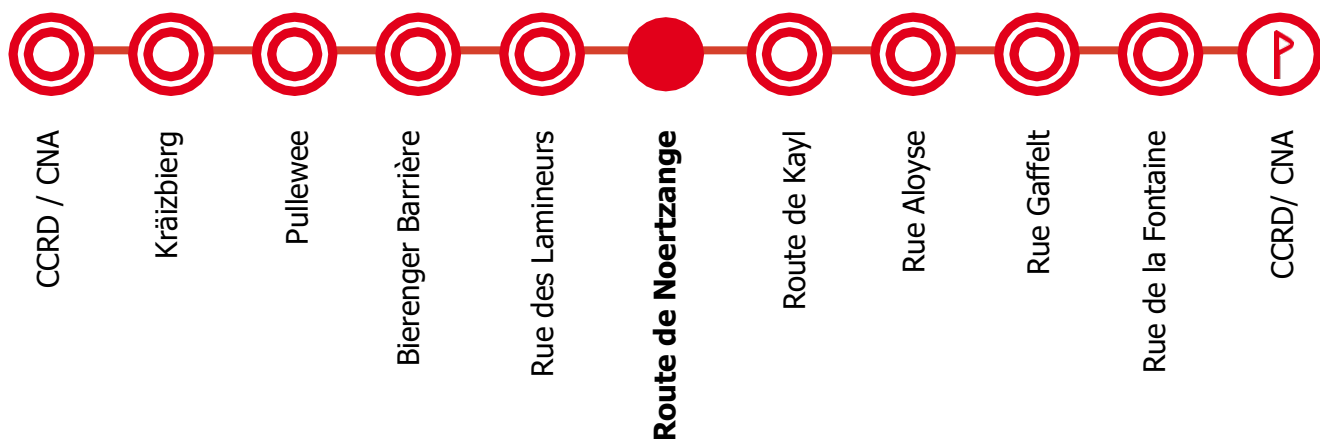 CCRD / CNA
Kräizbierg
Pullewee
Bierenger Barrière
Rue des Lamineurs
Route de Noertzange
Route de Kayl
Rue Aloyse
Rue Gaffelt
Rue de la Fontaine
CCRD/ CNA